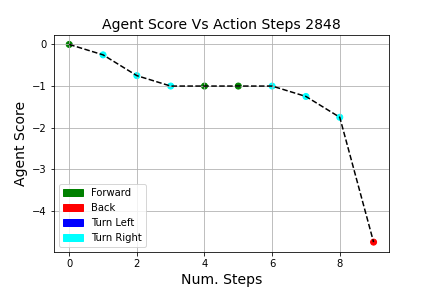 Agent Score Vs Action Steps 2848
Agent Score
0
−1
−2
−3
−4
Forward
Back
Turn Left
Turn Right
0 2 4 6 8
Num. Steps